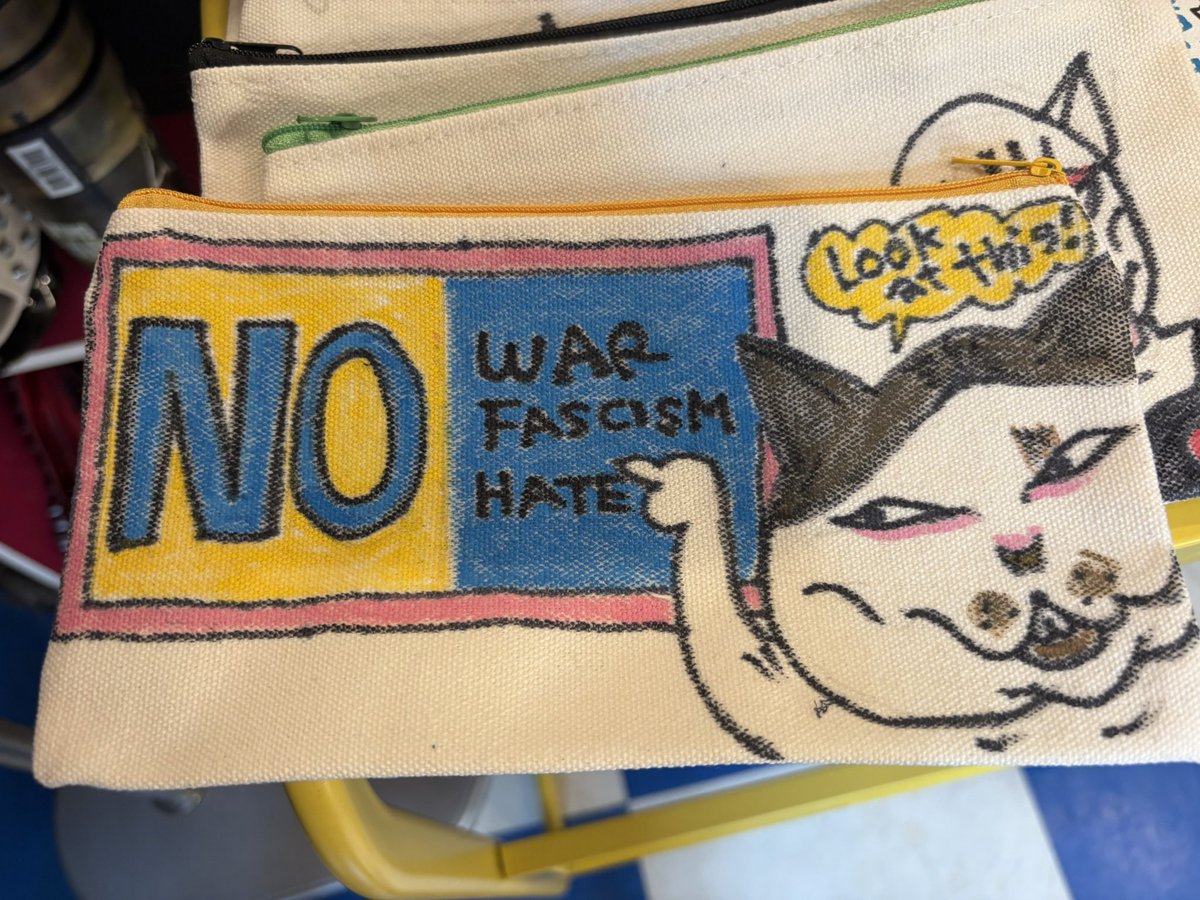 NO
WAR
FASCISM
HATE
Look
at this!